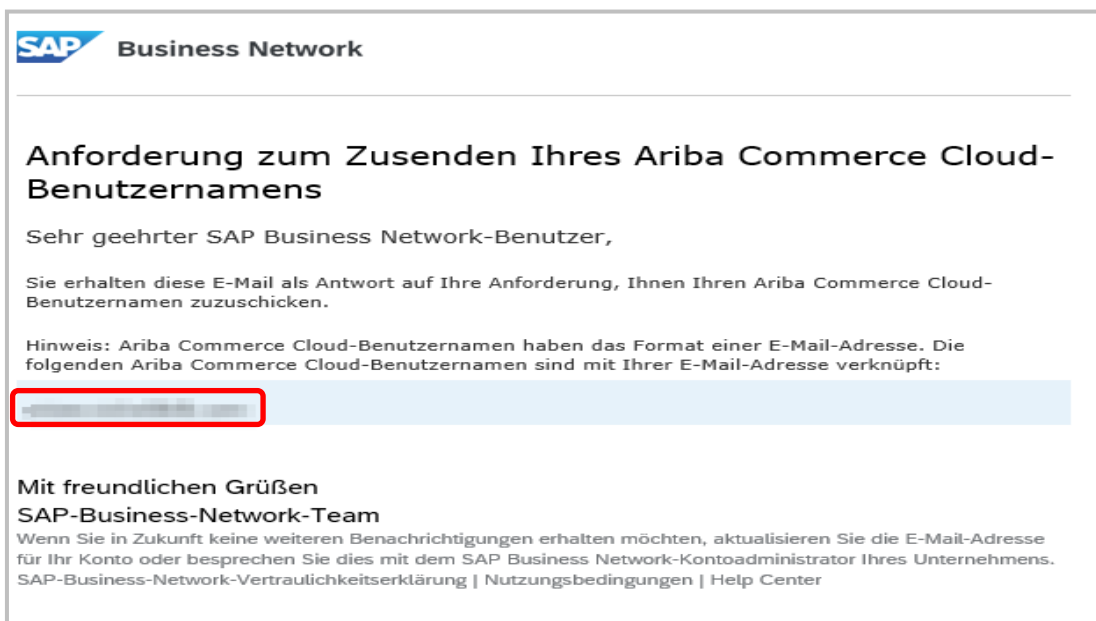 SAP Business Network
Anforderung zum Zusenden Ihres Ariba Commerce Cloud-
Benutzernamens
Sehr geehrter SAP Business Network-Benutzer,
Sie erhalten diese E-Mail als Antwort auf Ihre Anforderung, Ihnen Ihren Ariba Commerce Cloud-
Benutzernamen zuzuschicken.
Hinweis: Ariba Commerce Cloud-Benutzernamen haben das Format einer E-Mail-Adresse. Die
folgenden Ariba Commerce Cloud-Benutzernamen sind mit Ihrer E-Mail-Adresse verknüpft:
Mit freundlichen Grüßen
SAP-Business-Network-Team
Wenn Sie in Zukunft keine weiteren Benachrichtigungen erhalten möchten, aktualisieren Sie die E-Mail-Adresse
für Ihr Konto oder besprechen Sie dies mit dem SAP Business Network-Kontoadministrator Ihres Unternehmens.
SAP-Business-Network-Vertraulichkeitserklärung | Nutzungsbedingungen | Help Center